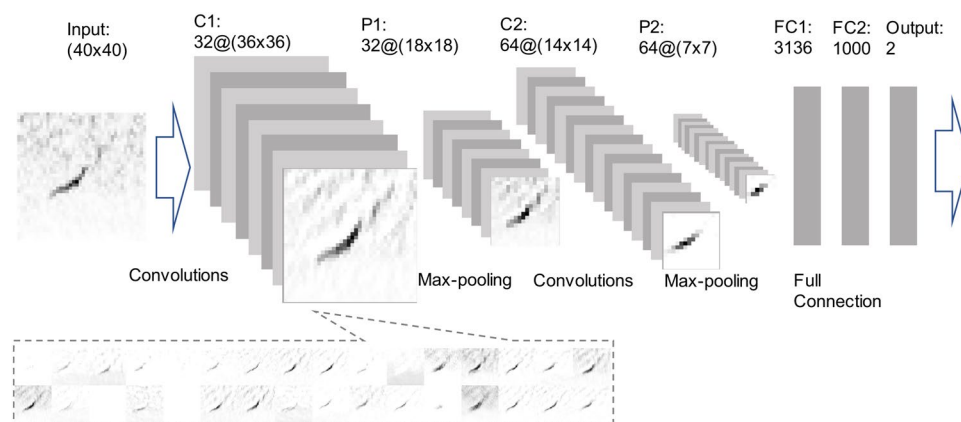 Input:
(40x40)
C1:
32@(36x36)
P1:
32@(18x18)
C2:
64@(14x14)
P2:
64@(7x7)
FC1:
3136
FC2:
1000
Output:
2
Convolutions
Max-pooling
Convolutions
Max-pooling
Full
Connection